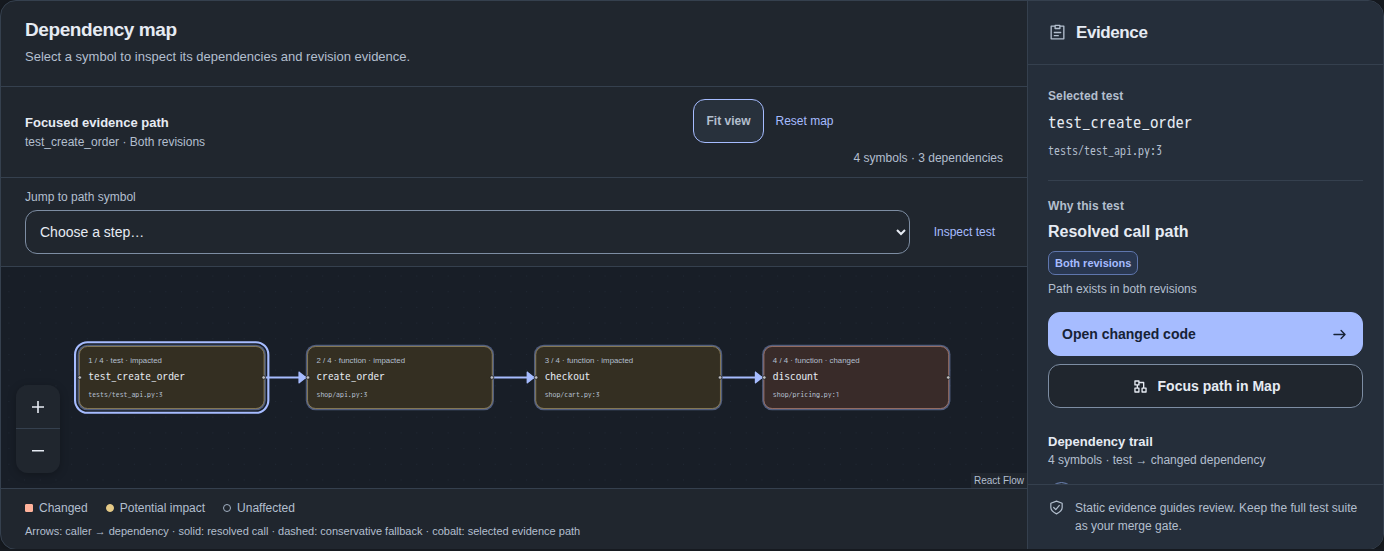 Dependency map
Select a symbol to inspect its dependencies and revision evidence.
Focused evidence path
test_create_order · Both revisions
Fit view
Reset map
4 symbols · 3 dependencies
Jump to path symbol
Choose a step…
Inspect test
1 / 4 · test · impacted
test_create_order
tests/test_api.py:3
2 / 4 · function · impacted
create_order
shop/api.py:3
3 / 4 · function · impacted
checkout
shop/cart.py:3
4 / 4 · function · changed
discount
shop/pricing.py:1
React Flow
Changed
Potential impact
Unaffected
Arrows: caller → dependency · solid: resolved call · dashed: conservative fallback · cobalt: selected evidence path
Evidence
Selected test
test_create_order
tests/test_api.py:3
Why this test
Resolved call path
Both revisions
Path exists in both revisions
Open changed code
Focus path in Map
Dependency trail
4 symbols · test → changed dependency
Static evidence guides review. Keep the full test suite
as your merge gate.